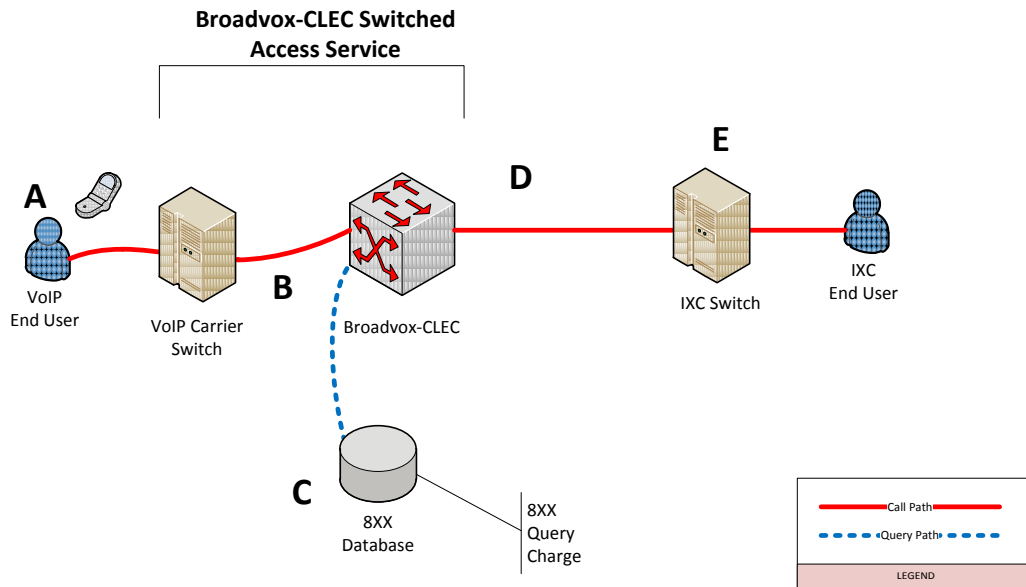 Broadvox-CLEC Switched
Access Service
A
E
D
B
VoIP
End User
VoIP Carrier
Switch
Broadvox-CLEC
IXC Switch
IXC
End User
C
8XX
Database
8XX
Query
Charge
Call Path
Query Path
LEGEND